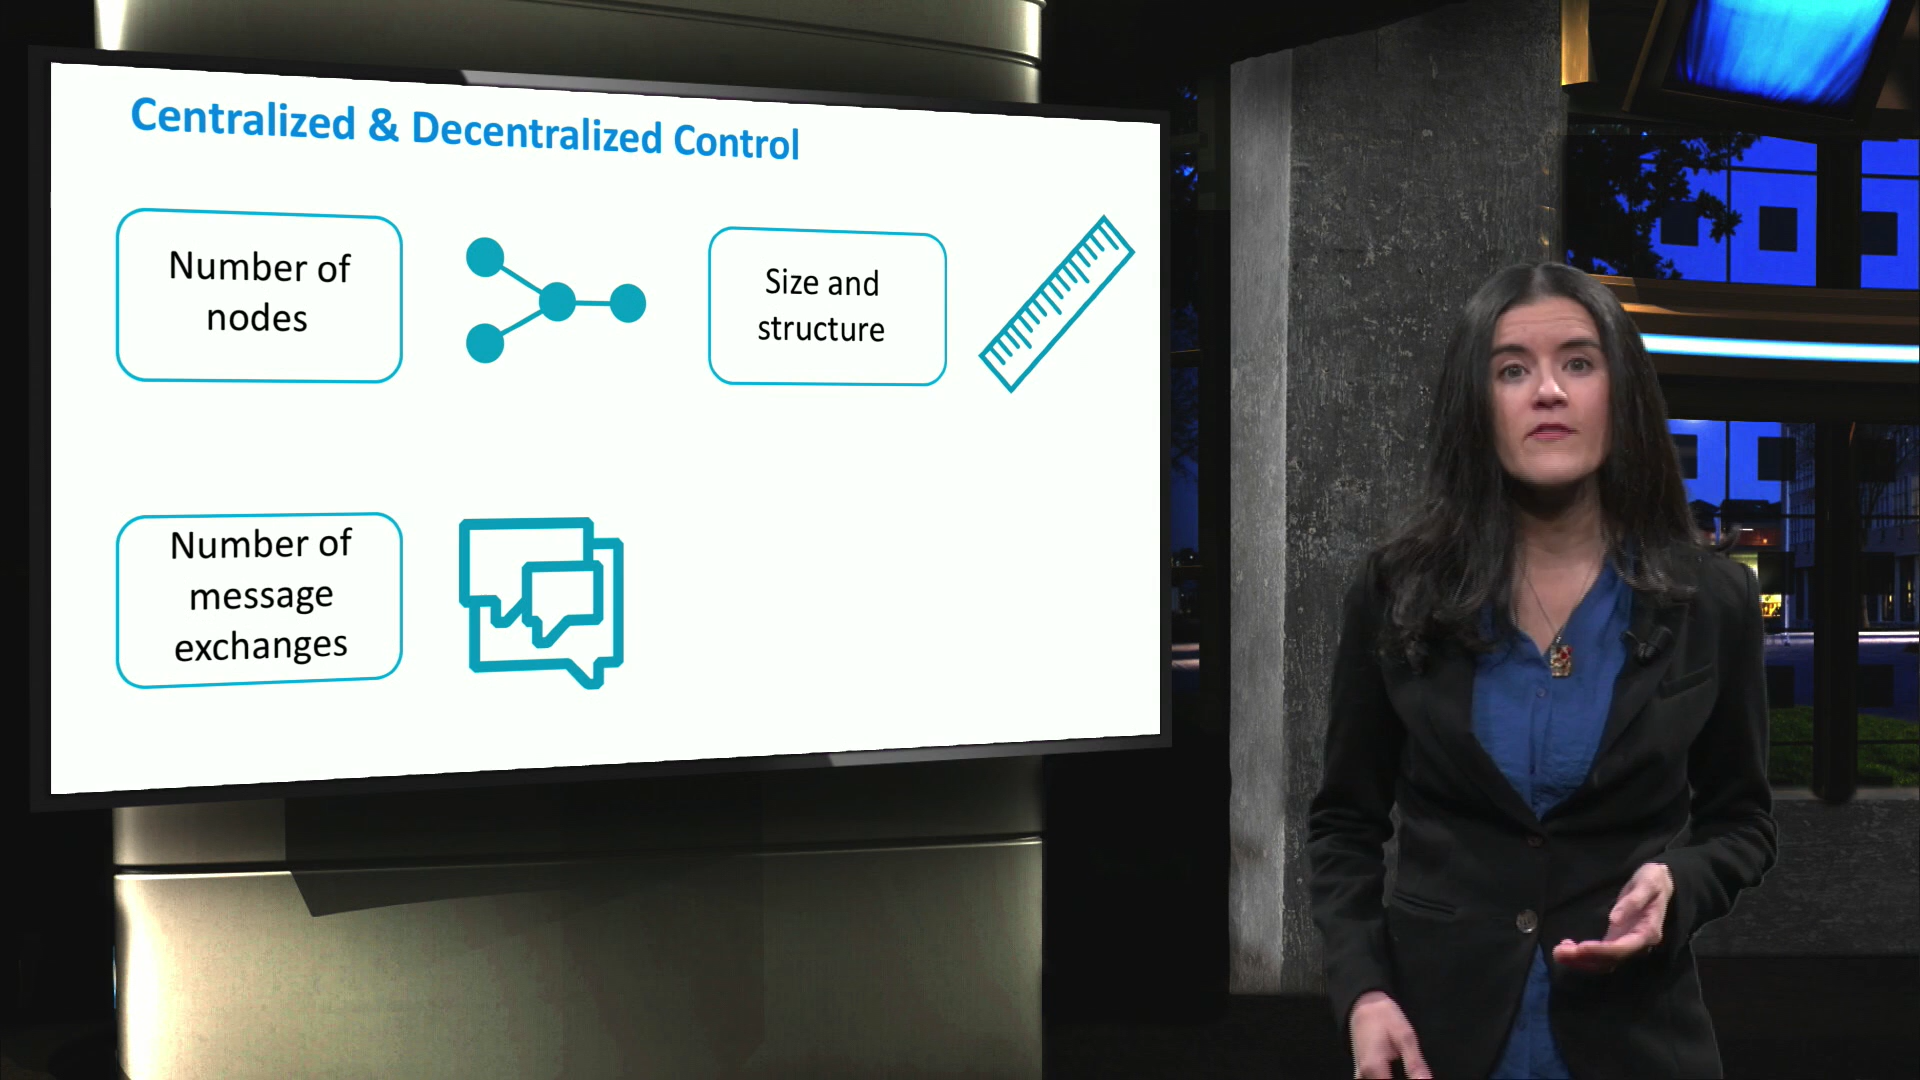 Centralized & Decentralized Control
Number of
nodes
Size and
structure
Number of
message
exchanges